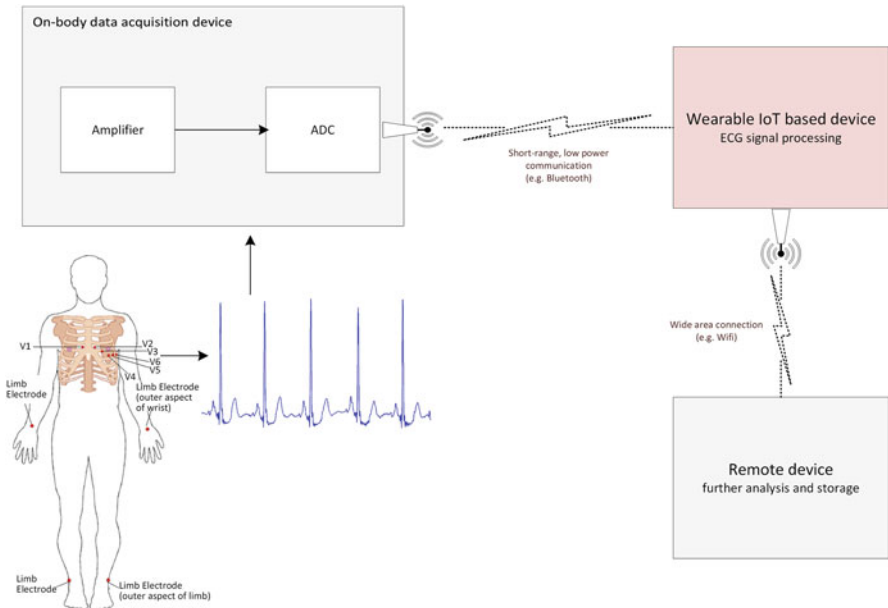 On-body data acquisition device
Amplifier
ADC
Short-range, low power
communication
(e.g. Bluetooth)
Wearable IoT based device
ECG signal processing
Wide area connection
(e.g. Wifi)
Remote device
further analysis and storage
V1
V2
V3
V6
V5
V4
Limb
Electrode
Limb Electrode
(outer aspect
of wrist)
Limb
Electrode
Limb Electrode
(outer aspect of limb)